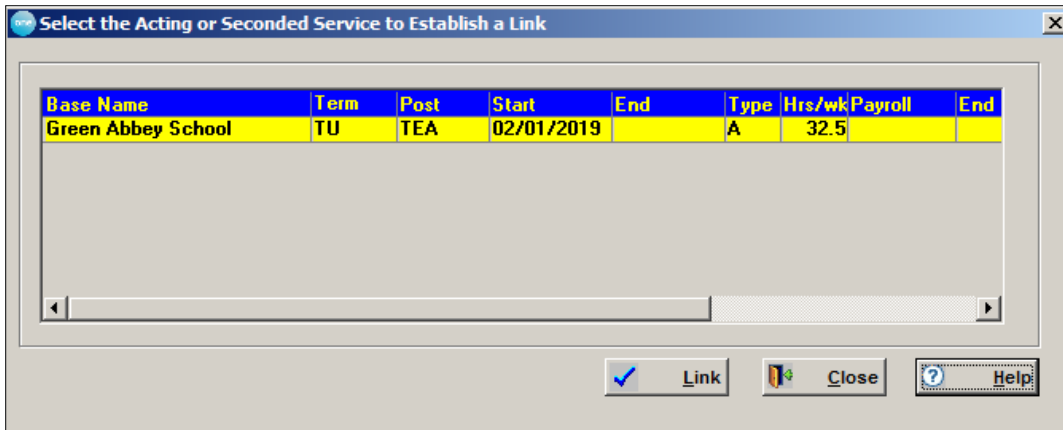 Select the Acting or Seconded Service to Establish a Link
Base Name Term Post Start End Type Hrs/wk Payroll End
Green Abbey School TU TEA 02/01/2019 A 32.5
Link Close Help